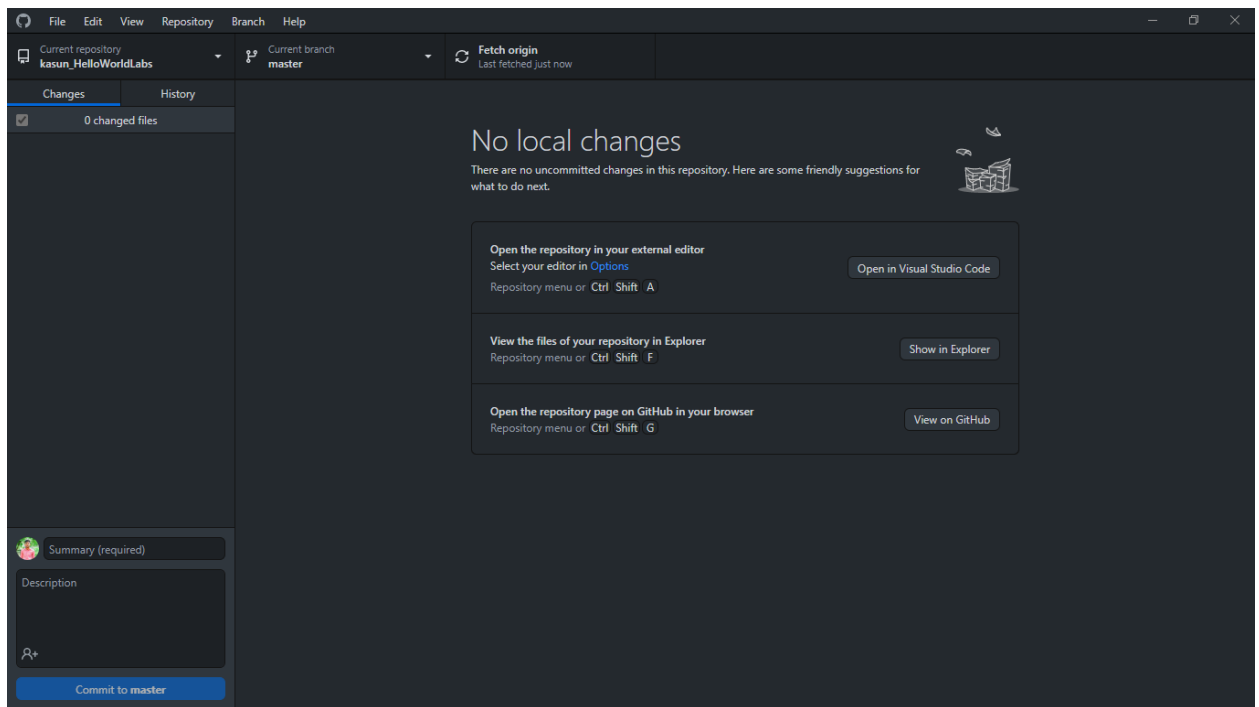 File Edit View Repository Branch Help
Current repository
kasun_HelloWorldLabs
Current branch
master
Fetch origin
Last fetched just now
Changes History
0 changed files
No local changes
There are no uncommitted changes in this repository. Here are some friendly suggestions for
what to do next.
Open the repository in your external editor
Select your editor in Options
Repository menu or Ctrl Shift A
Open in Visual Studio Code
View the files of your repository in Explorer
Repository menu or Ctrl Shift F
Show in Explorer
Open the repository page on GitHub in your browser
Repository menu or Ctrl Shift G
View on GitHub
Summary (required)
Description
Commit to master